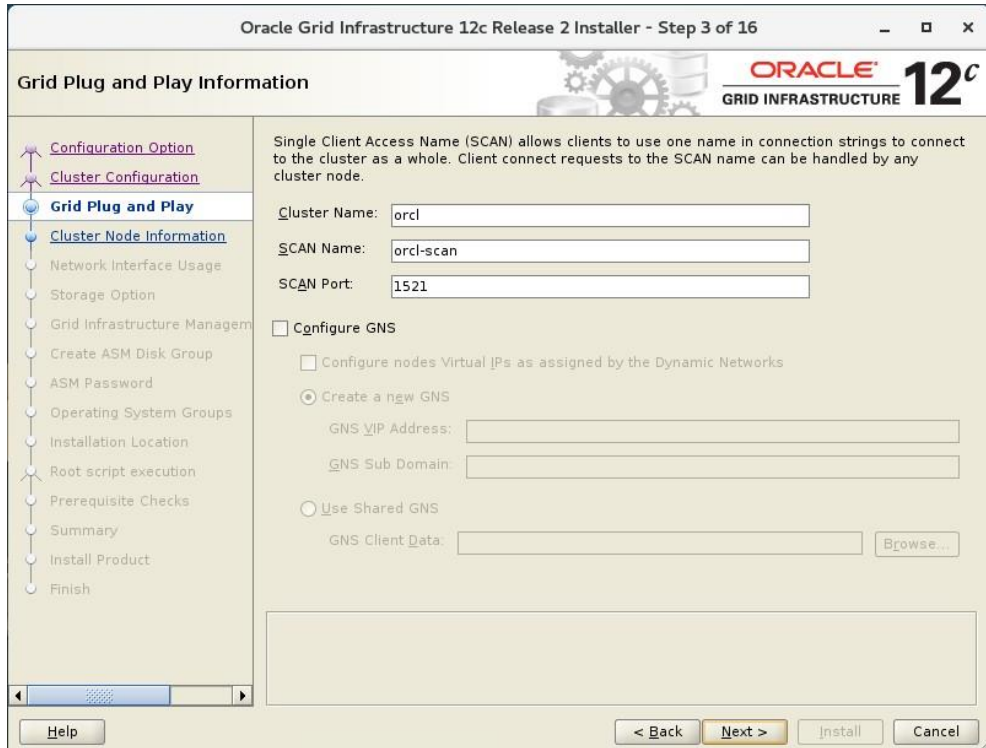 Oracle Grid Infrastructure 12c Release 2 Installer - Step 3 of 16
Grid Plug and Play Information
ORACLE
GRID INFRASTRUCTURE
12c
Configuration Option
Cluster Configuration
Grid Plug and Play
Cluster Node Information
Network Interface Usage
Storage Option
Grid Infrastructure Managem
Create ASM Disk Group
ASM Password
Operating System Groups
Installation Location
Root script execution
Prerequisite Checks
Summary
Install Product
Finish
Single Client Access Name (SCAN) allows clients to use one name in connection strings to connect
to the cluster as a whole. Client connect requests to the SCAN name can be handled by any
cluster node.
Cluster Name: orcl
SCAN Name: orcl-scan
SCAN Port: 1521
Configure GNS
Configure nodes Virtual IPs as assigned by the Dynamic Networks
Create a new GNS
GNS VIP Address:
GNS Sub Domain:
Use Shared GNS
GNS Client Data:
Browse...
Help
< Back
Next >
Install
Cancel